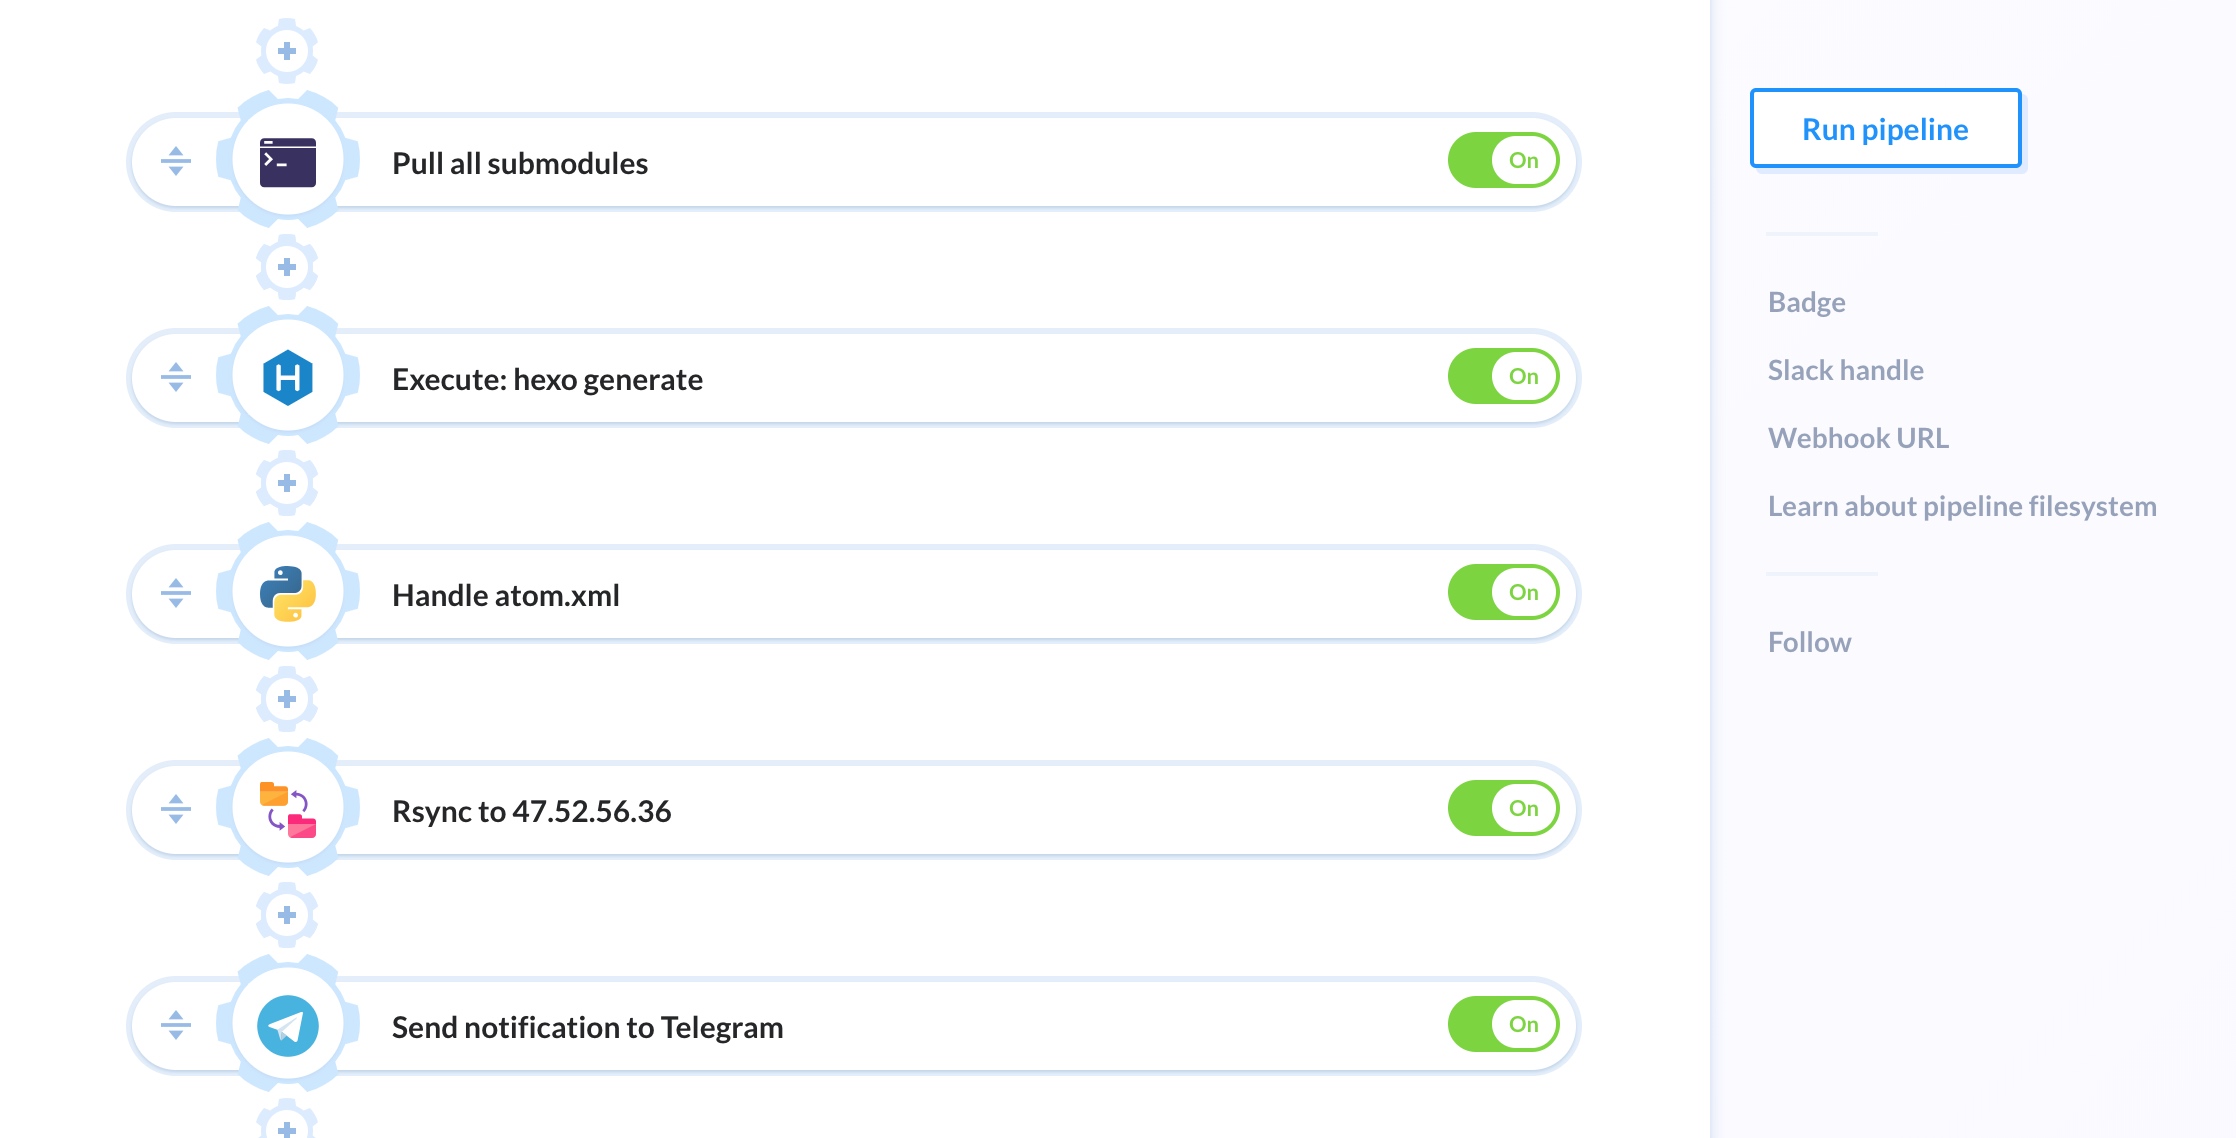 Pull all submodules
On
Execute: hexo generate
On
Handle atom.xml
On
Rsync to 47.52.56.36
On
Send notification to Telegram
On
Run pipeline
Badge
Slack handle
Webhook URL
Learn about pipeline filesystem
Follow